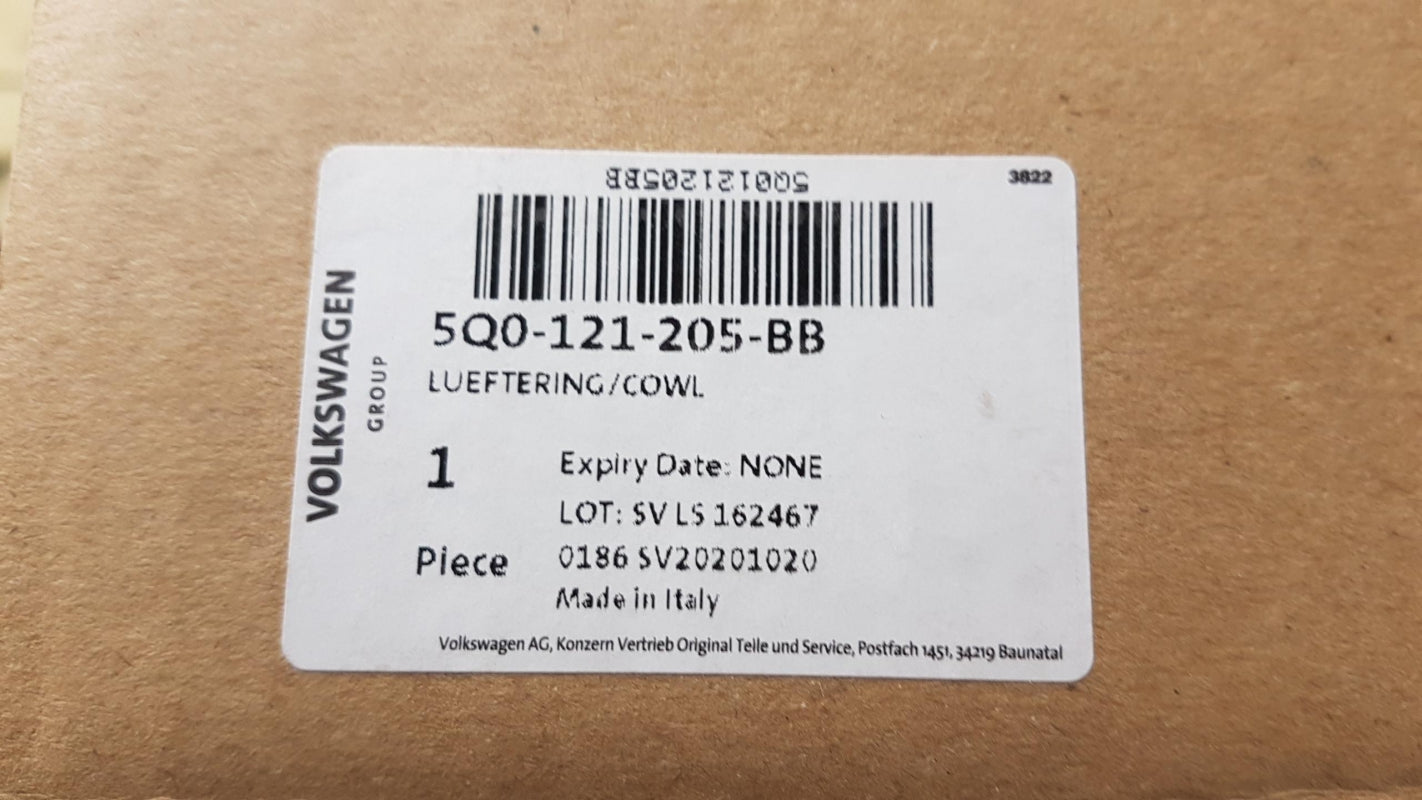 5Q0121205BB
3822
VOLKSWAGEN
GROUP
5Q0-121-205-BB
LUEFTERING/COWL
1
Piece
Expiry Date: NONE
LOT: SV LS 162467
0186 SV20201020
Made in Italy
Volkswagen AG, Konzern Vertrieb Original Teile und Service, Postfach 1451, 34219 Baunatal